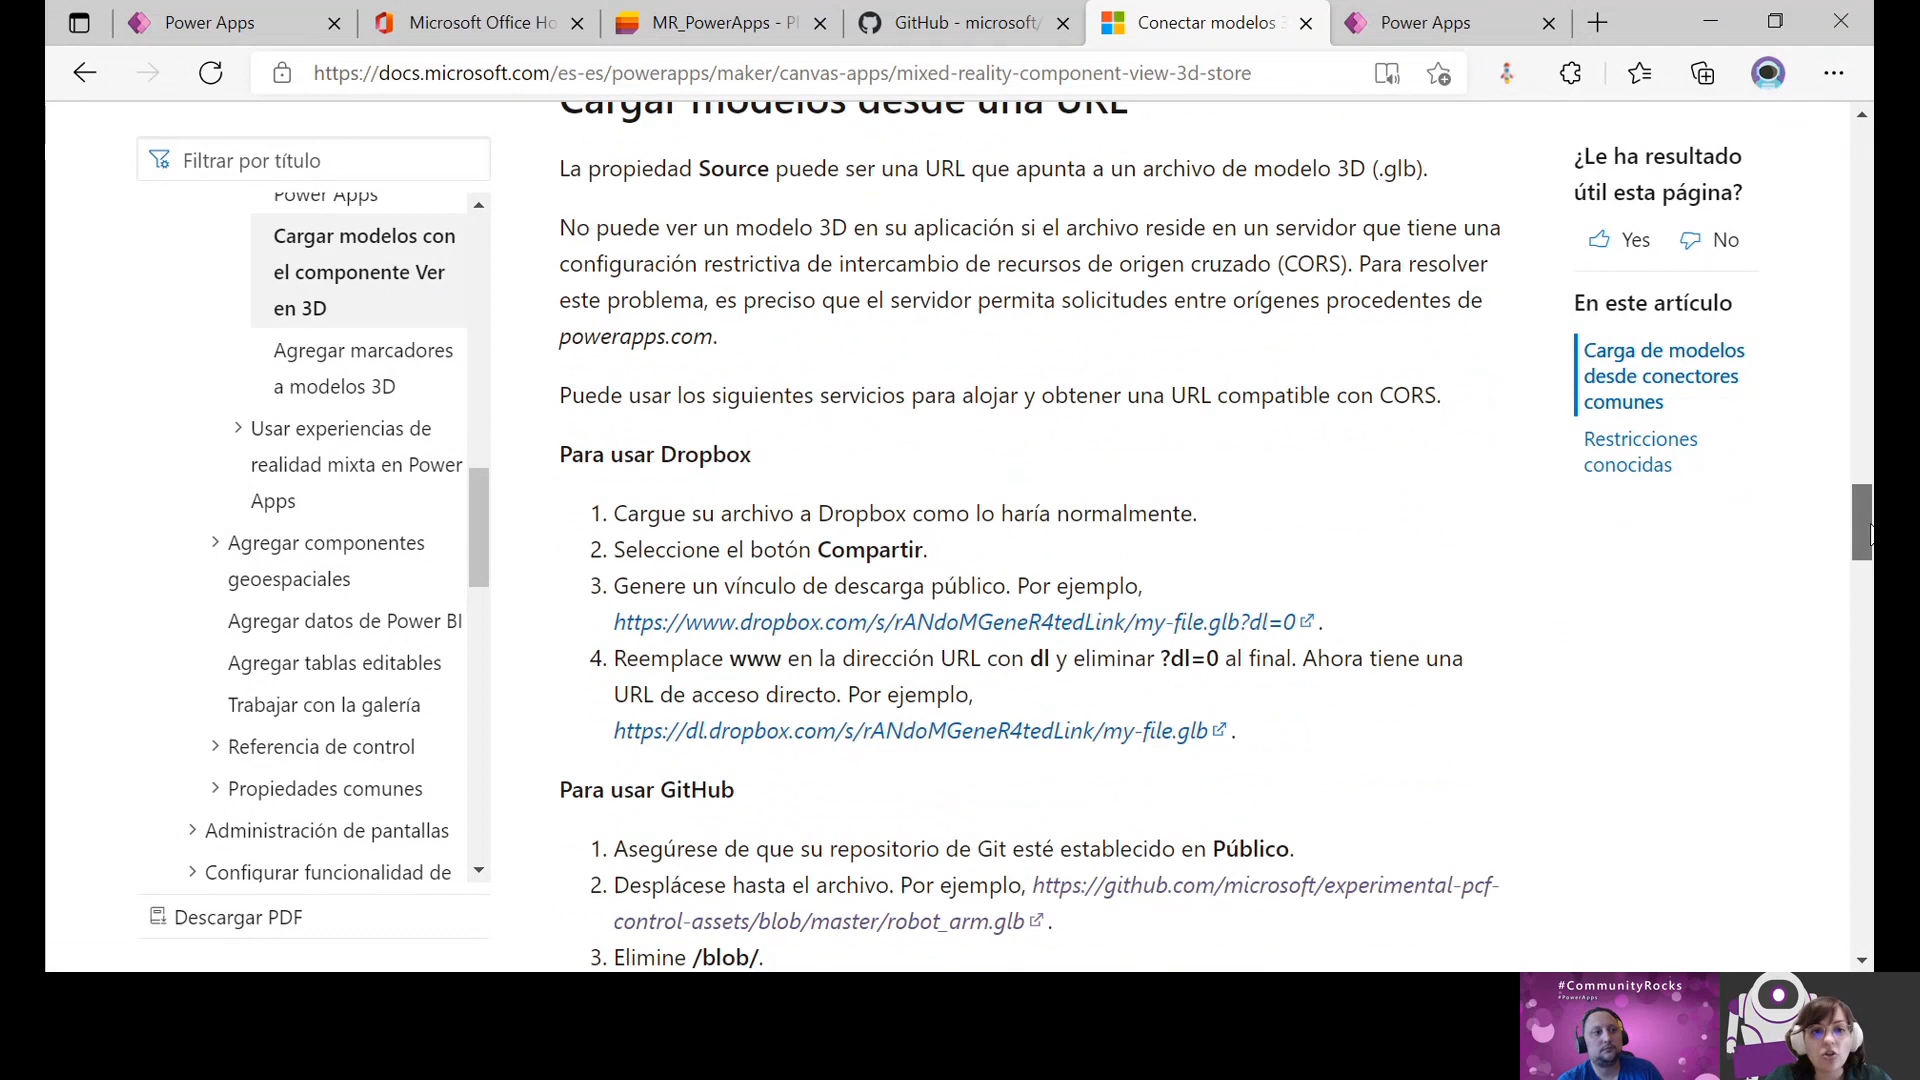 Power Apps
Microsoft Office Ho
MR_PowerApps - Pl
GitHub - microsoft/
Conectar modelos 3
Power Apps
https://docs.microsoft.com/es-es/powerapps/maker/canvas-apps/mixed-reality-component-view-3d-store
Filtrar por título
Power Apps
Cargar modelos con
el componente Ver
en 3D
Agregar marcadores
a modelos 3D
Usar experiencias de
realidad mixta en Power
Apps
Agregar componentes
geoespaciales
Agregar datos de Power BI
Agregar tablas editables
Trabajar con la galería
Referencia de control
Propiedades comunes
Administración de pantallas
Configurar funcionalidad de
Descargar PDF
Cargar modelos desde una URL
La propiedad Source puede ser una URL que apunta a un archivo de modelo 3D (.glb).
No puede ver un modelo 3D en su aplicación si el archivo reside en un servidor que tiene una
configuración restrictiva de intercambio de recursos de origen cruzado (CORS). Para resolver
este problema, es preciso que el servidor permita solicitudes entre orígenes procedentes de
powerapps.com.
Puede usar los siguientes servicios para alojar y obtener una URL compatible con CORS.
Para usar Dropbox
1. Cargue su archivo a Dropbox como lo haría normalmente.
2. Seleccione el botón Compartir.
3. Genere un vínculo de descarga público. Por ejemplo,
https://www.dropbox.com/s/rANdoMGeneR4tedLink/my-file.glb?dl=0 .
4. Reemplace www en la dirección URL con dl y eliminar ?dl=0 al final. Ahora tiene una
URL de acceso directo. Por ejemplo,
https://dl.dropbox.com/s/rANdoMGeneR4tedLink/my-file.glb .
Para usar GitHub
1. Asegúrese de que su repositorio de Git esté establecido en Público.
2. Desplácese hasta el archivo. Por ejemplo, https://github.com/microsoft/experimental-pcf-
control-assets/blob/master/robot_arm.glb .
3. Elimine /blob/.
¿Le ha resultado
útil esta página?
Yes No
En este artículo
Carga de modelos
desde conectores
comunes
Restricciones
conocidas
#CommunityRocks
#PowerApps